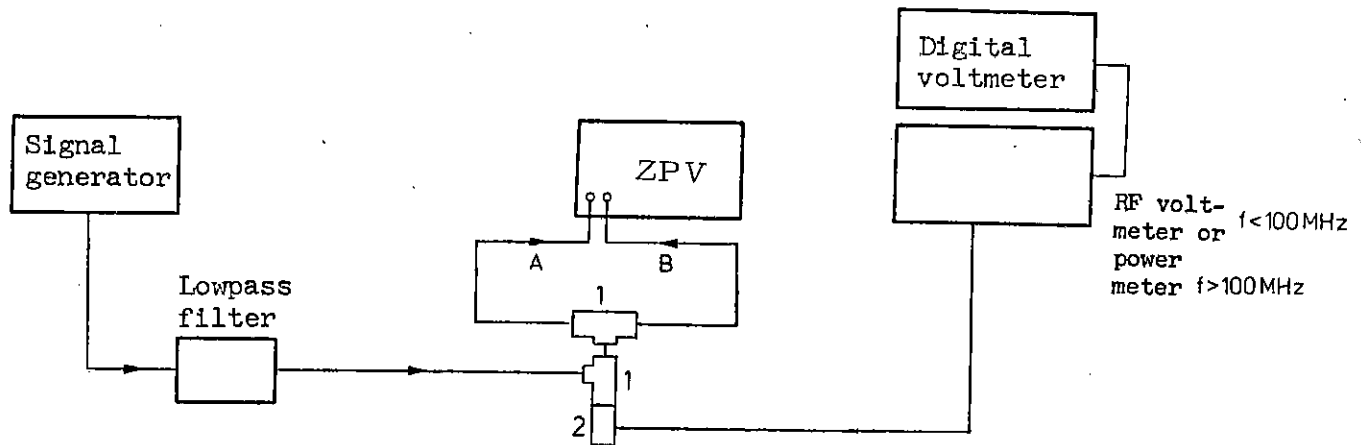 Digital
voltmeter
Signal
generator
ZPV
RF volt-
meter or f<100MHz
power
meter f>100MHz
A
B
Lowpass
filter
1
1
2